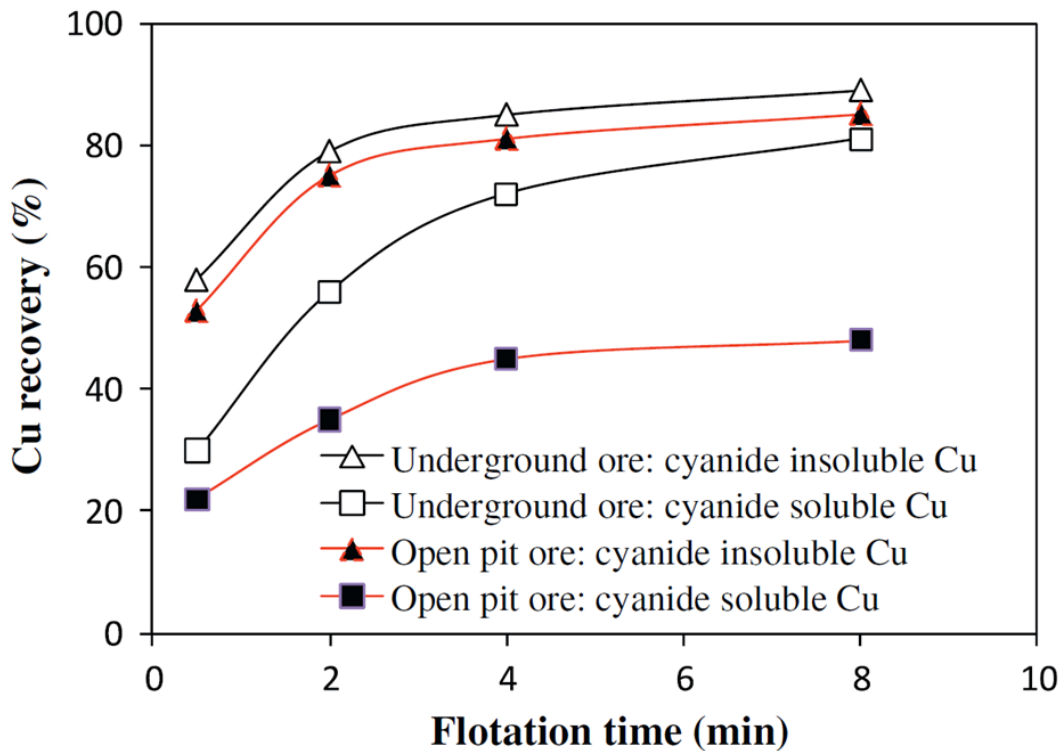 100
80
60
40
20
0
Cu recovery (%)
Underground ore: cyanide insoluble Cu
Underground ore: cyanide soluble Cu
Open pit ore: cyanide insoluble Cu
Open pit ore: cyanide soluble Cu
0 2 4 6 8 10
Flotation time (min)